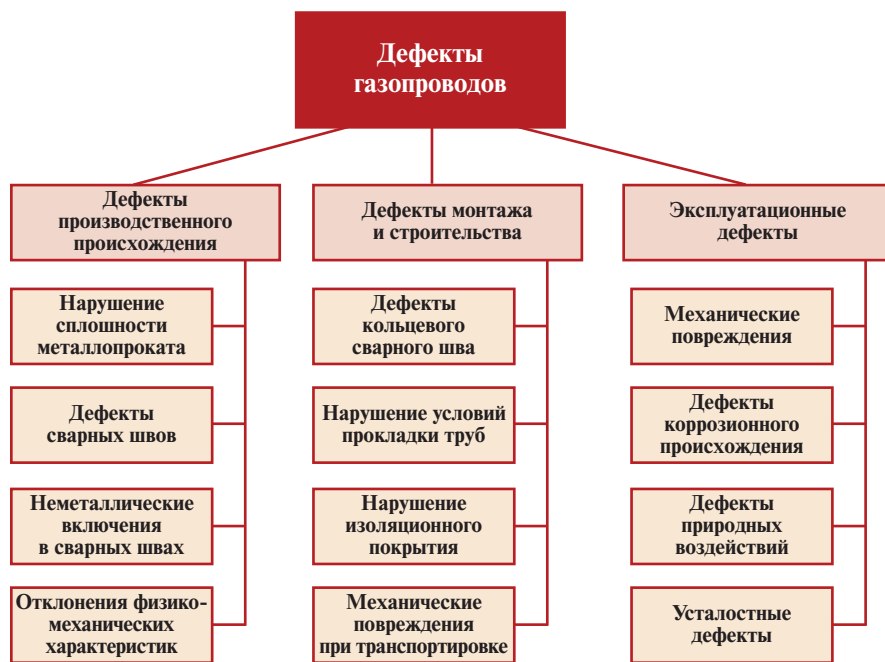 Дефекты
газопроводов
Дефекты
производственного
происхождения
Нарушение
сплошности
металлопроката
Дефекты
сварных швов
Неметаллические
включения
в сварных швах
Отклонения физико-
механических
характеристик
Дефекты монтажа
и строительства
Дефекты
кольцевого
сварного шва
Нарушение условий
прокладки труб
Нарушение
изоляционного
покрытия
Механические
повреждения
при транспортировке
Эксплуатационные
дефекты
Механические
повреждения
Дефекты
коррозионного
происхождения
Дефекты
природных
воздействий
Усталостные
дефекты